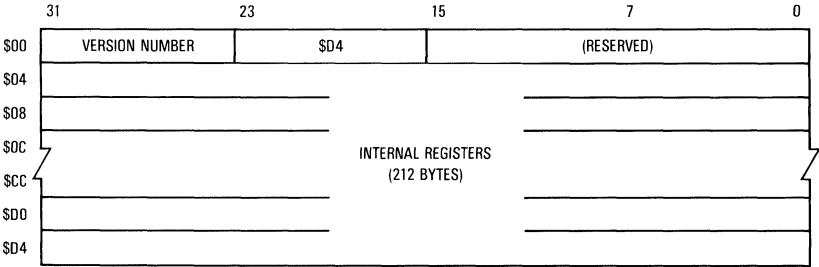 31 23 15 7 0
$00 VERSION NUMBER $D4 (RESERVED)
$04
$08
$0C
INTERNAL REGISTERS
(212 BYTES)
$CC
$D0
$D4